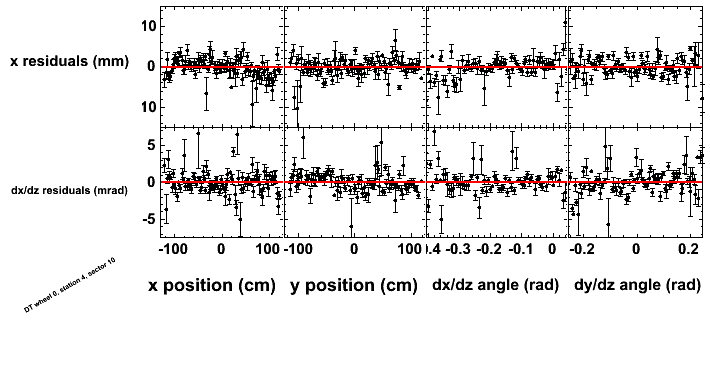 10
x residuals (mm)
0
10
5
dx/dz residuals (mrad)
0
-5
-100 0 100 -100 0 100 0.4 -0.3 -0.2 -0.1 0 -0.2 0 0.2
x position (cm) y position (cm) dx/dz angle (rad) dy/dz angle (rad)
DT wheel 0, station 4, sector 10